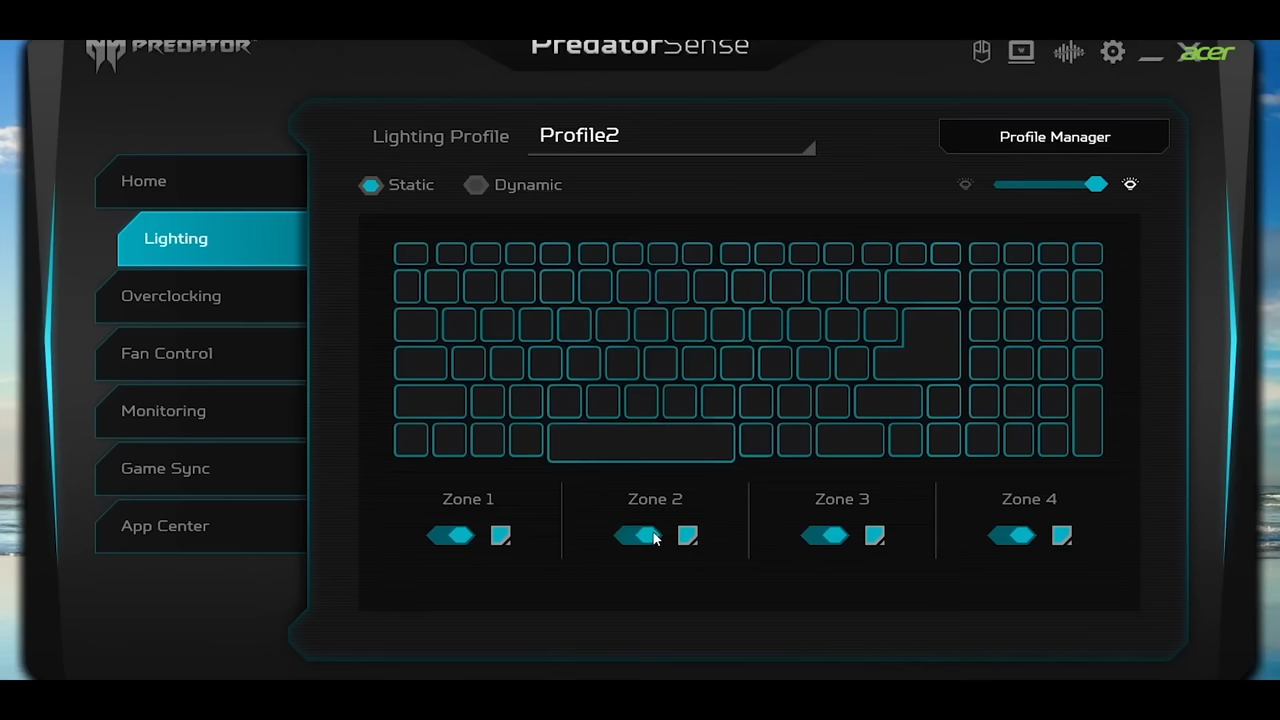 PREDATOR
PredatorSense
acer
Lighting Profile Profile2 Profile Manager
Static Dynamic
Home
Lighting
Overclocking
Fan Control
Monitoring
Game Sync
App Center
Zone 1 Zone 2 Zone 3 Zone 4